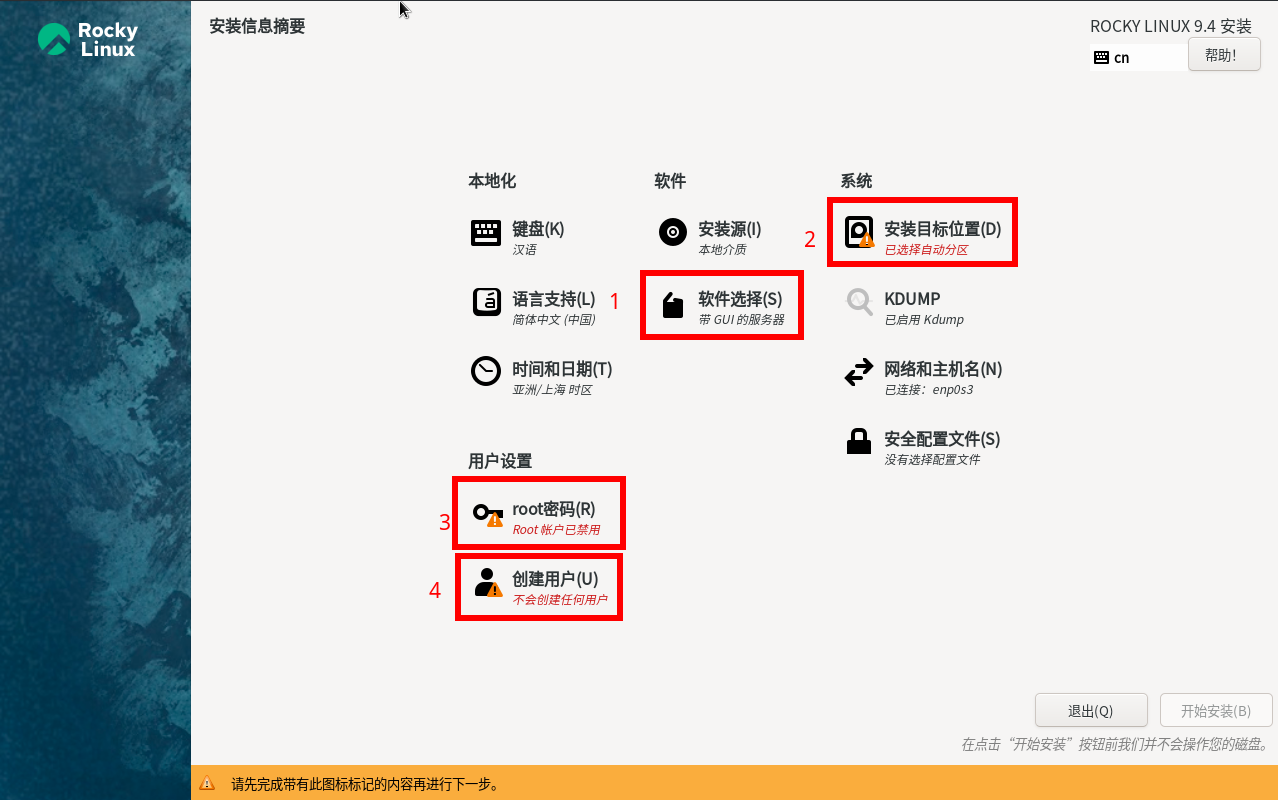 Rocky
Linux
安装信息摘要
ROCKY LINUX 9.4 安装
cn
帮助!
本地化
键盘(K)
汉语
语言支持(L)
简体中文 (中国)
时间和日期(T)
亚洲/上海 时区
软件
安装源(I)
本地介质
1
软件选择(S)
带 GUI 的服务器
系统
2
安装目标位置(D)
已选择自动分区
KDUMP
已启用 Kdump
网络和主机名(N)
已连接：enp0s3
安全配置文件(S)
没有选择配置文件
用户设置
3
root密码(R)
Root 帐户已禁用
4
创建用户(U)
不会创建任何用户
退出(Q)
开始安装(B)
在点击“开始安装”按钮前我们并不会操作您的磁盘。
请先完成带有此图标标记的内容再进行下一步。